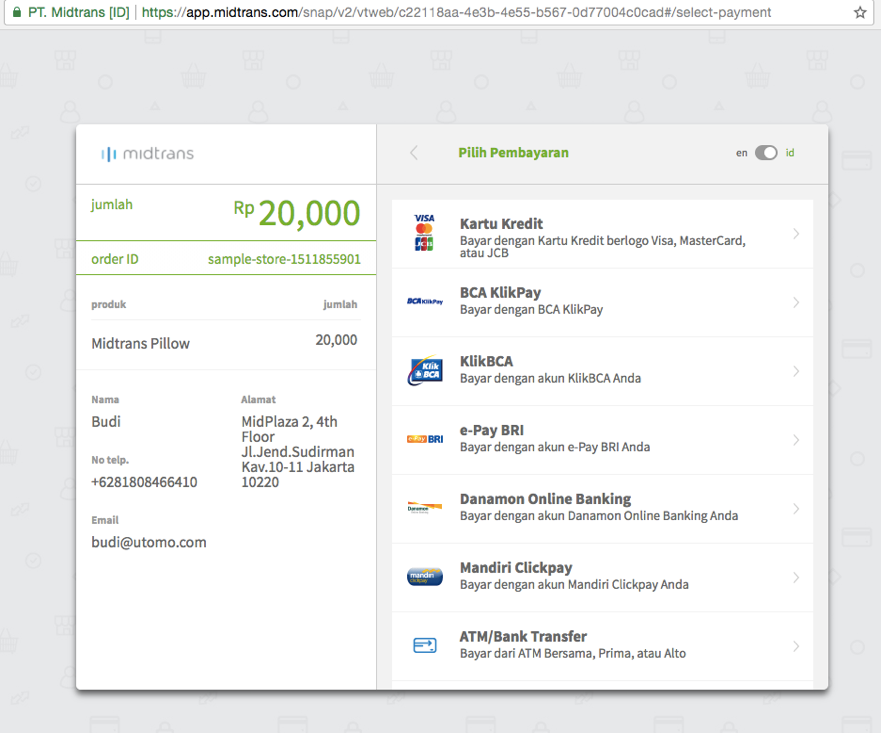 PT. Midtrans [ID] https://app.midtrans.com/snap/v2/vtweb/c22118aa-4e3b-4e55-b567-0d77004c0cad#/select-payment
midtrans
Pilih Pembayaran
en id
jumlah Rp 20,000
order ID sample-store-1511855901
produk jumlah
Midtrans Pillow 20,000
Nama
Budi
No telp.
+6281808466410
Email
budi@utomo.com
Alamat
MidPlaza 2, 4th
Floor
Jl.Jend.Sudirman
Kav.10-11 Jakarta
10220
VISA
JCB
Kartu Kredit
Bayar dengan Kartu Kredit berlogo Visa, MasterCard,
atau JCB
BCA KlikPay
BCA KlikPay
Bayar dengan BCA KlikPay
Klik
BCA
KlikBCA
Bayar dengan akun KlikBCA Anda
e-Pay BRI
e-Pay BRI
Bayar dengan akun e-Pay BRI Anda
Danamon
Danamon Online Banking
Bayar dengan akun Danamon Online Banking Anda
mandiri
clickpay
Mandiri Clickpay
Bayar dengan akun Mandiri Clickpay Anda
ATM/Bank Transfer
Bayar dari ATM Bersama, Prima, atau Alto